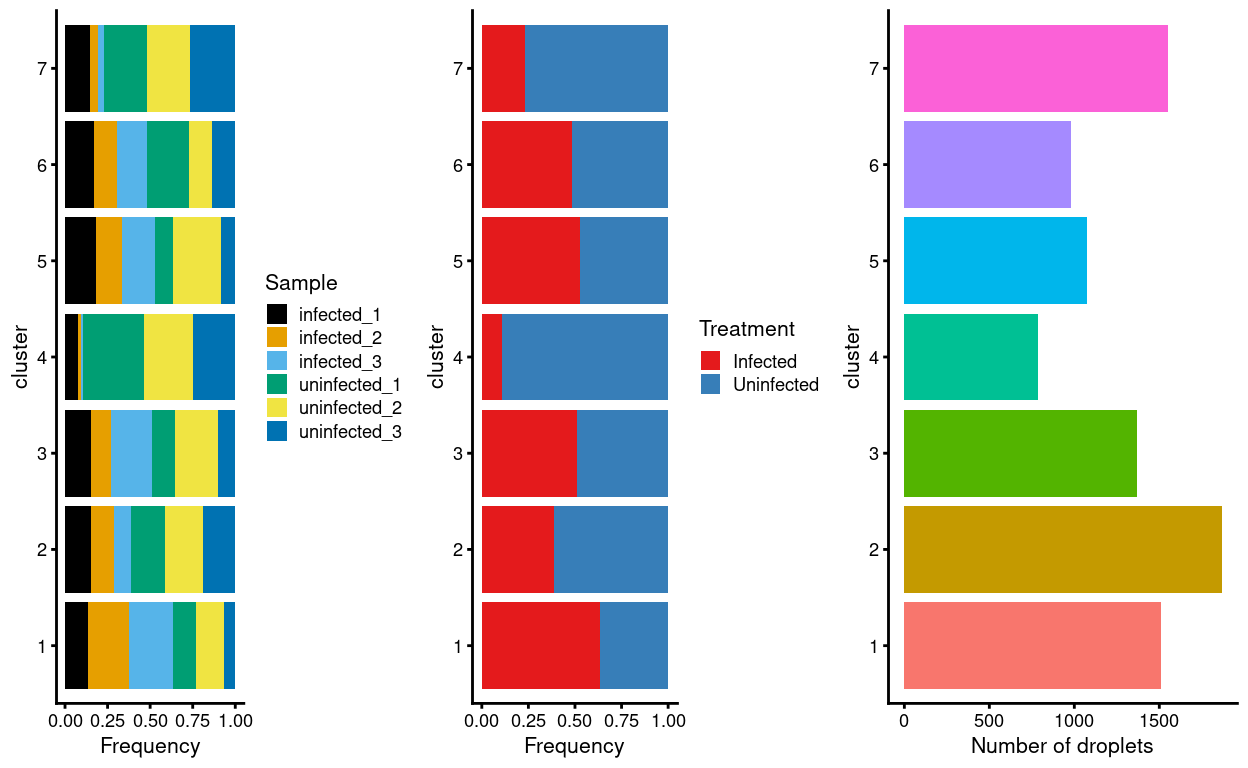 cluster
7
6
5
4
3
2
1
0.00 0.25 0.50 0.75 1.00
Frequency
Sample
infected_1
infected_2
infected_3
uninfected_1
uninfected_2
uninfected_3
cluster
7
6
5
4
3
2
1
0.00 0.25 0.50 0.75 1.00
Frequency
Treatment
Infected
Uninfected
cluster
7
6
5
4
3
2
1
0 500 1000 1500
Number of droplets